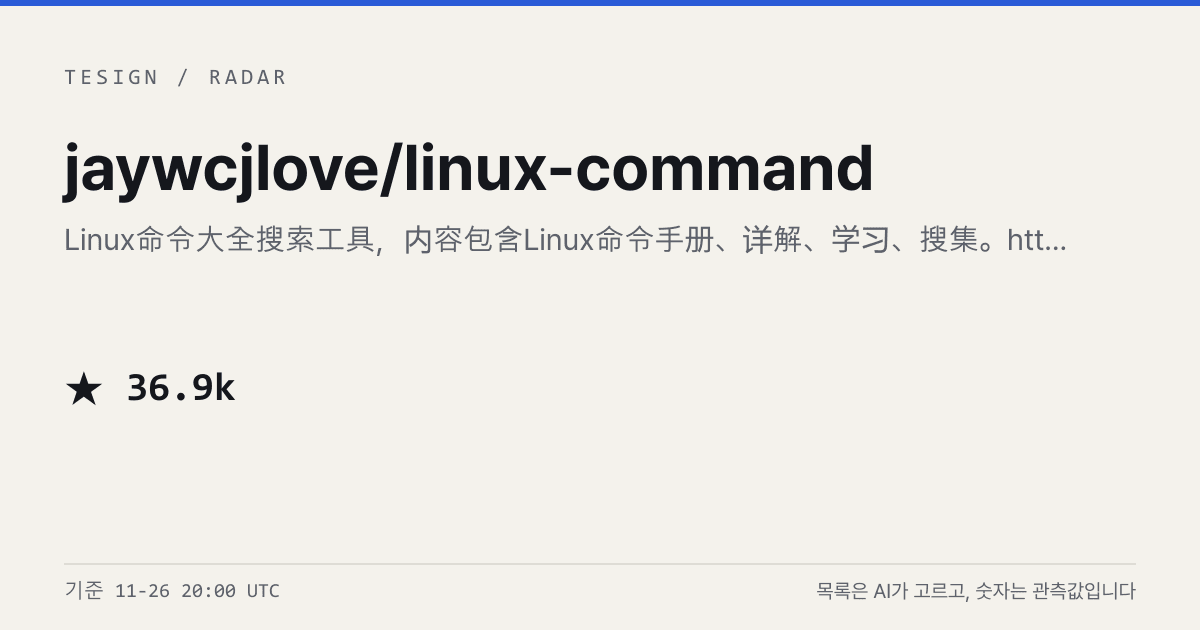 TESIGN / RADAR
jaywcjlove/linux-command
Linux命令大全搜索工具，内容包含Linux命令手册、详解、学习、搜集。htt…
★ 36.9k
기준 11-26 20:00 UTC
목록은 AI가 고르고, 숫자는 관측값입니다